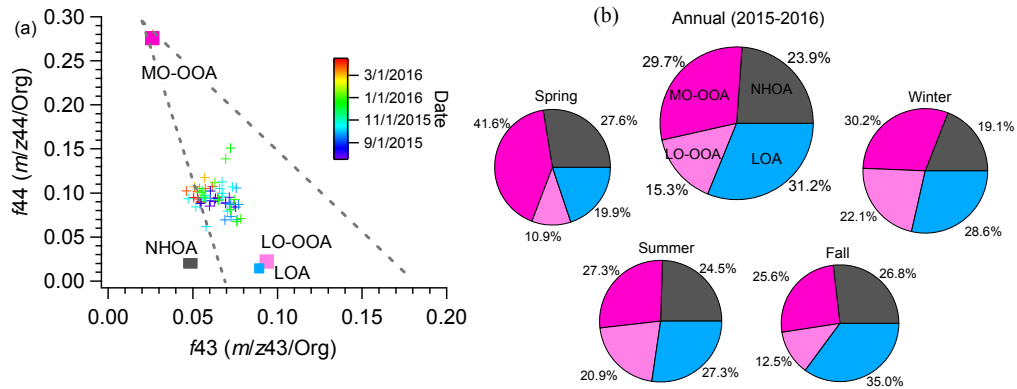 (a)
0.30
0.25
0.20
0.15
0.10
0.05
0.00
f44 (m/z44/Org)
0.00
0.05
0.10
0.15
0.20
f43 (m/z43/Org)
MO-OOA
NHOA
LO-OOA
LOA
3/1/2016
1/1/2016
11/1/2015
9/1/2015
Date
(b)
Annual (2015-2016)
29.7%
23.9%
MO-OOA
NHOA
LO-OOA
LOA
15.3%
31.2%
Spring
41.6%
27.6%
10.9%
19.9%
Winter
30.2%
19.1%
22.1%
28.6%
Summer
27.3%
24.5%
20.9%
27.3%
Fall
25.6%
26.8%
12.5%
35.0%